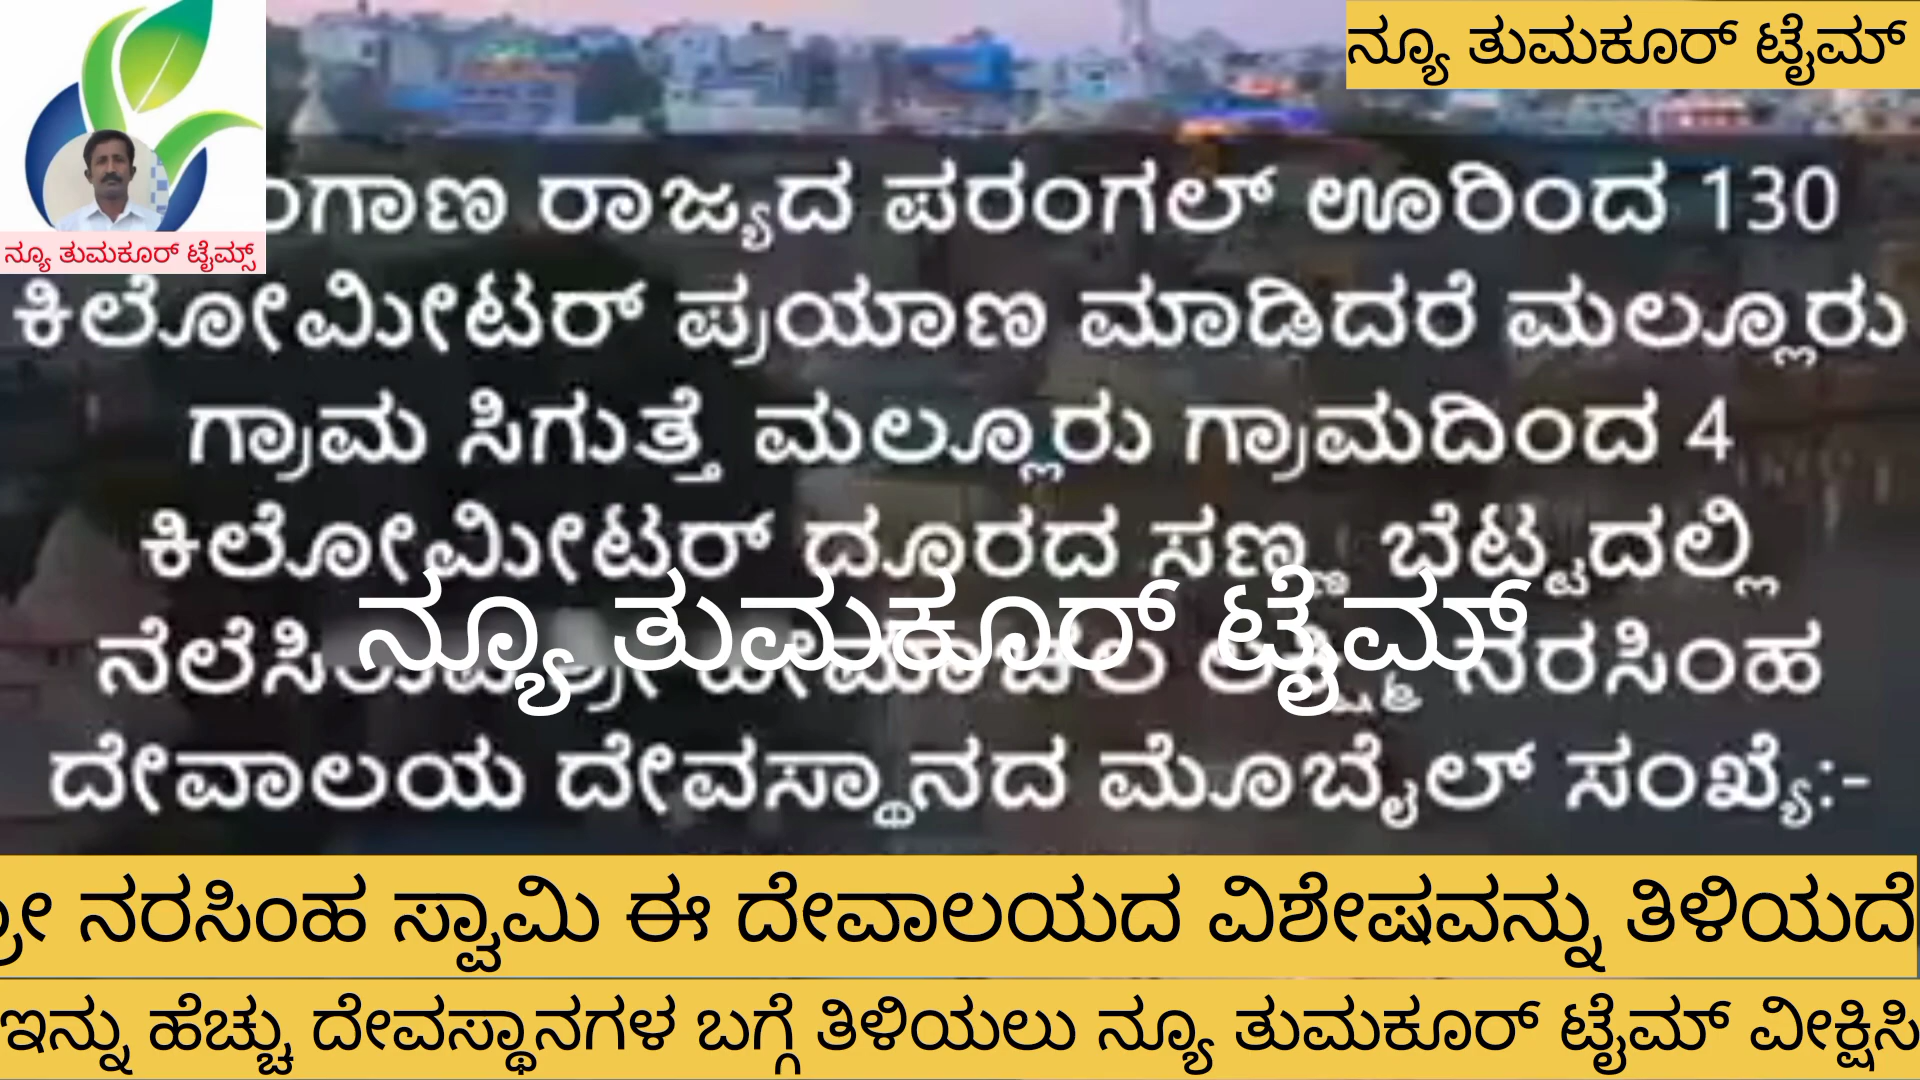 ನ್ಯೂ ತುಮಕೂರ್ ಟೈಮ್
ನ್ಯೂ ತುಮಕೂರ್ ಟೈಮ್ಸ್
ರಾಜ್ಯದ ಪರಂಗಲ್ ಊರಿಂದ 130
ಕಿಲೋಮೀಟರ್ ಪ್ರಯಾಣ ಮಾಡಿದರೆ ಮಲ್ಲೂರು
ಗ್ರಾಮ ಸಿಗುತ್ತೆ ಮಲ್ಲೂರು ಗ್ರಾಮದಿಂದ 4
ಕಿಲೋಮೀಟರ್ ದೂರದ ಸಣ್ಣ ಬೆಟ್ಟದಲ್ಲಿ
ನ್ಯೂ ತುಮಕೂರ್ ಟೈಮ್
ನರಸಿಂಹ
ದೇವಾಲಯ ದೇವಸ್ಥಾನದ ಮೊಬೈಲ್ ಸಂಖ್ಯೆ:-
ನರಸಿಂಹ ಸ್ವಾಮಿ ಈ ದೇವಾಲಯದ ವಿಶೇಷವನ್ನು ತಿಳಿಯದೆ
ಇನ್ನು ಹೆಚ್ಚು ದೇವಸ್ಥಾನಗಳ ಬಗ್ಗೆ ತಿಳಿಯಲು ನ್ಯೂ ತುಮಕೂರ್ ಟೈಮ್ ವೀಕ್ಷಿಸಿ